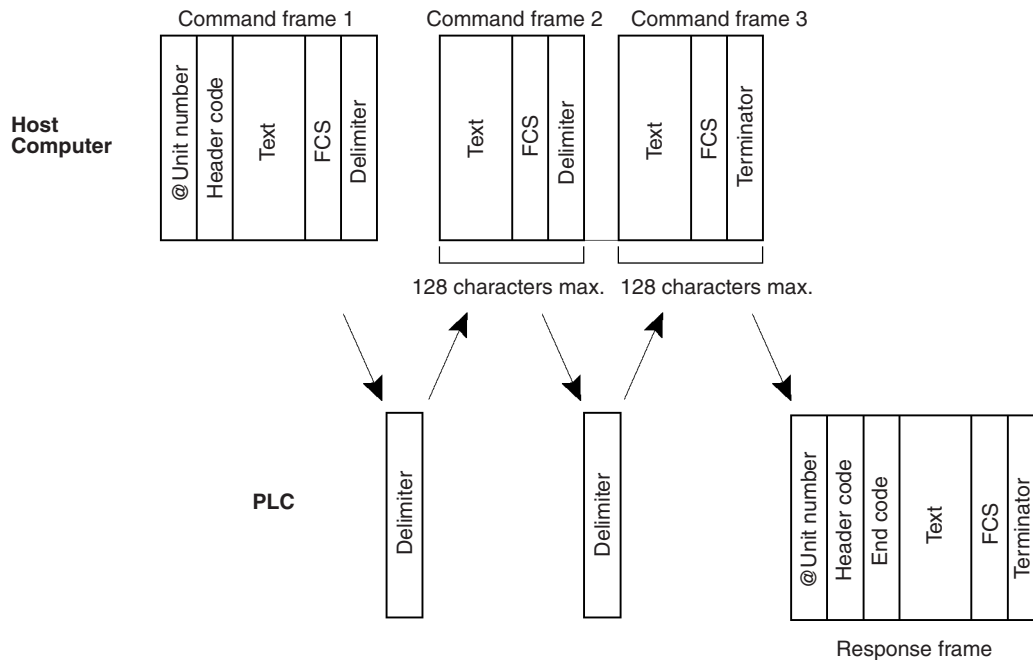 Command frame 1
Command frame 2
Command frame 3
Host
Computer
@Unit number
Header code
Text
FCS
Delimiter
Text
FCS
Delimiter
Text
FCS
Terminator
128 characters max.
128 characters max.
PLC
Delimiter
Delimiter
@Unit number
Header code
End code
Text
FCS
Terminator
Response frame